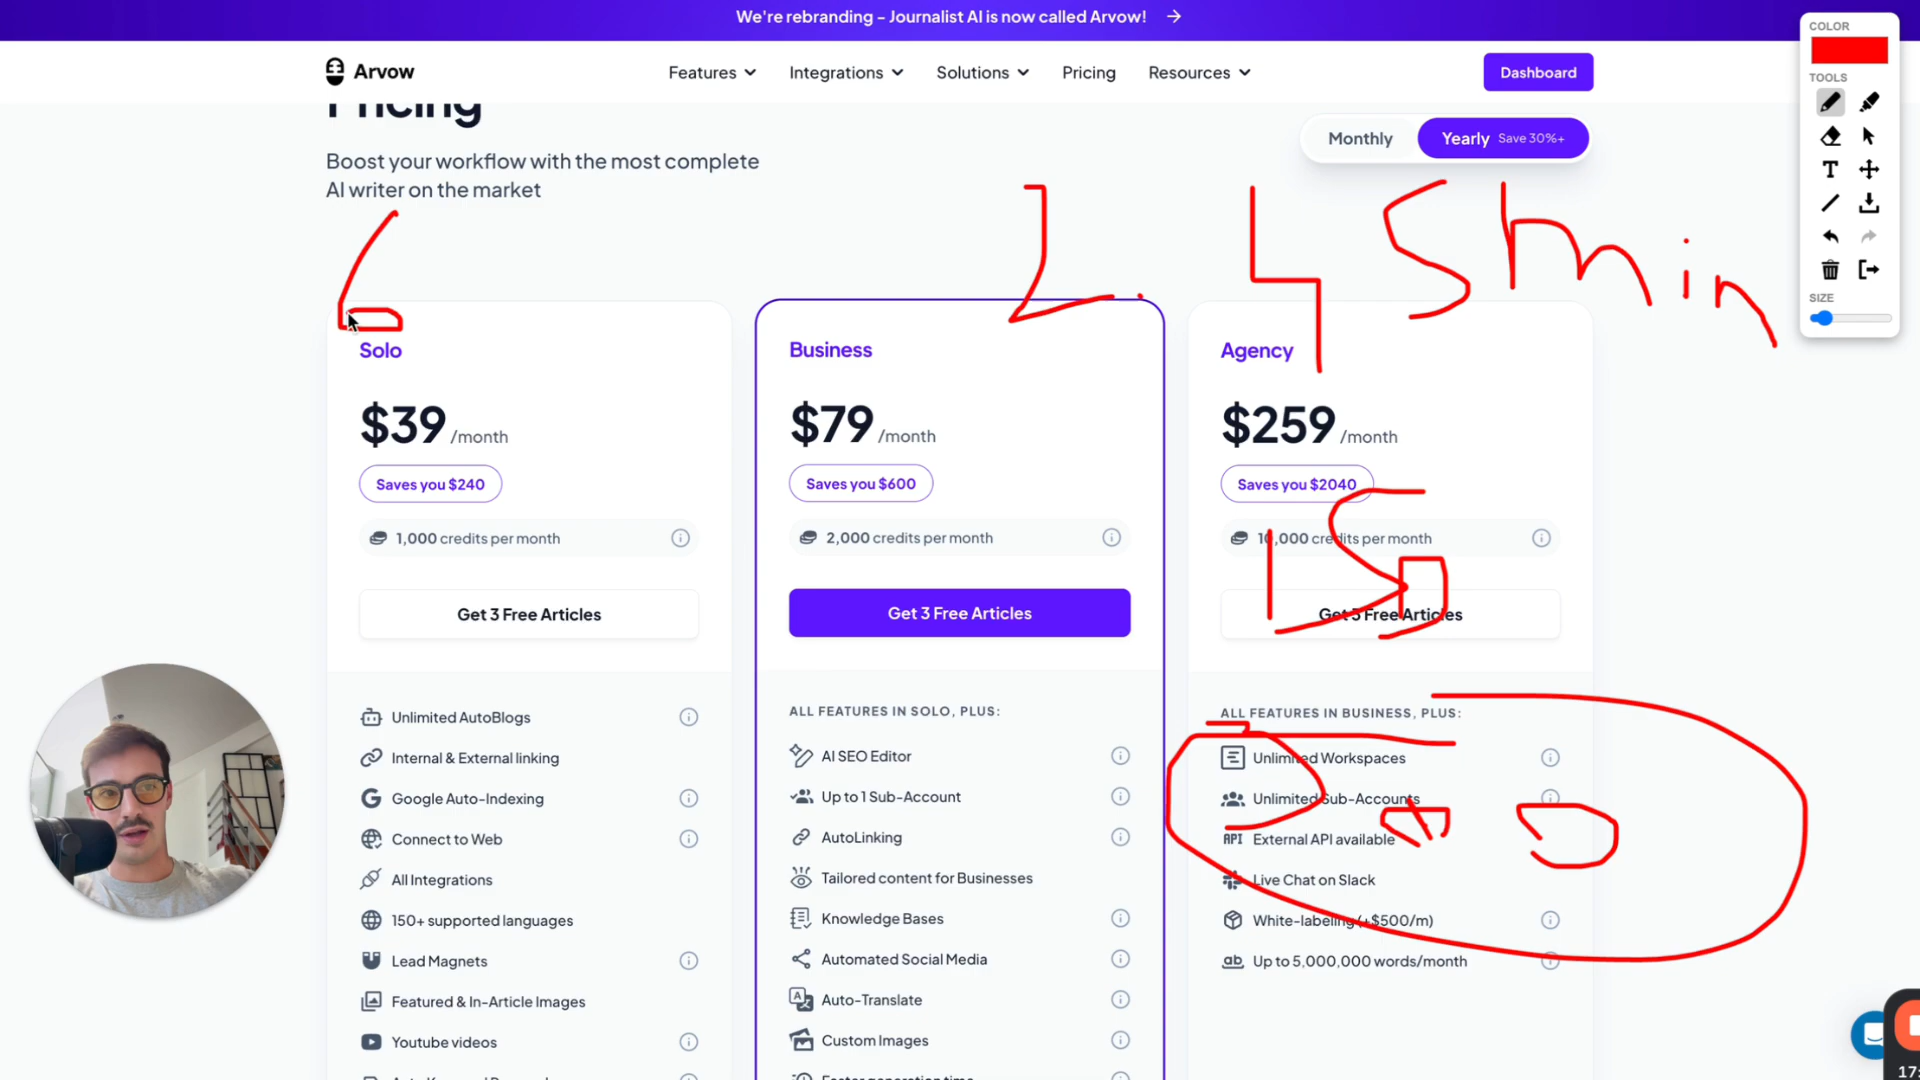 We're rebranding – Journalist AI is now called Arvow! →
Arvow
Features
Integrations
Solutions
Pricing
Resources
Dashboard
Pricing
Boost your workflow with the most complete
AI writer on the market
Monthly
Yearly Save 30%+
COLOR
TOOLS
T
SIZE
45 min
Solo
$39 /month
Saves you $240
1,000 credits per month
Get 3 Free Articles
Unlimited AutoBlogs
Internal & External linking
Google Auto-Indexing
Connect to Web
All Integrations
150+ supported languages
Lead Magnets
Featured & In-Article Images
Youtube videos
Business
$79 /month
Saves you $600
2,000 credits per month
Get 3 Free Articles
ALL FEATURES IN SOLO, PLUS:
AI SEO Editor
Up to 1 Sub-Account
AutoLinking
Tailored content for Businesses
Knowledge Bases
Automated Social Media
Auto-Translate
Custom Images
Faster generation time
Agency
$259 /month
Saves you $2040
10,000 credits per month
Get 3 Free Articles
ALL FEATURES IN BUSINESS, PLUS:
Unlimited Workspaces
Unlimited Sub-Accounts
API External API available
Live Chat on Slack
White-labeling (+$500/m)
ab Up to 5,000,000 words/month
17: